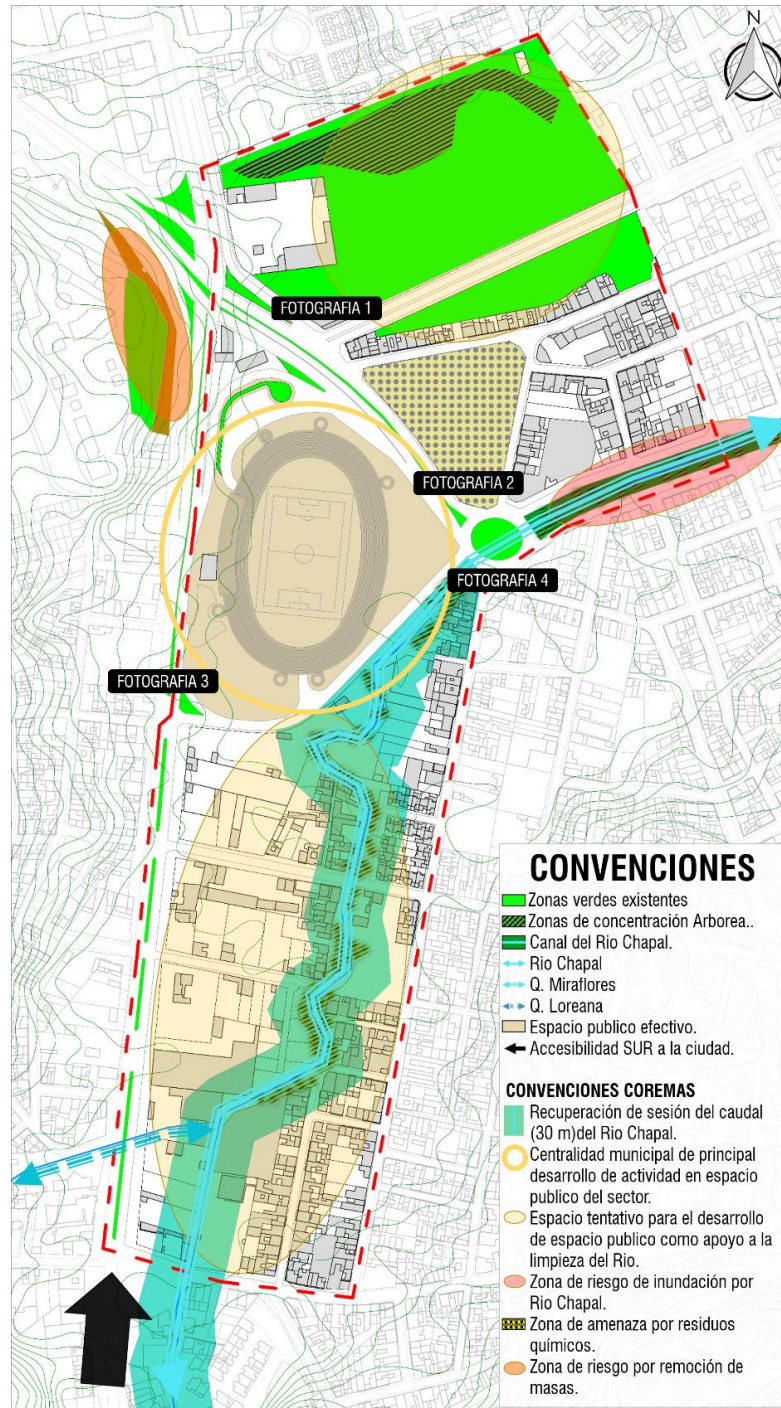 N
FOTOGRAFIA 1
FOTOGRAFIA 2
FOTOGRAFIA 4
FOTOGRAFIA 3
CONVENCIONES
Zonas verdes existentes
Zonas de concentración Arborea..
Canal del Rio Chapal.
Rio Chapal
Q. Miraflores
Q. Loreana
Espacio publico efectivo.
Accesibilidad SUR a la ciudad.
CONVENCIONES COREMAS
Recuperación de sesión del caudal
(30 m)del Rio Chapal.
Centralidad municipal de principal
desarrollo de actividad en espacio
publico del sector.
Espacio tentativo para el desarrollo
de espacio publico como apoyo a la
limpieza del Rio.
Zona de riesgo de inundación por
Rio Chapal.
Zona de amenaza por residuos
químicos.
Zona de riesgo por remoción de
masas.